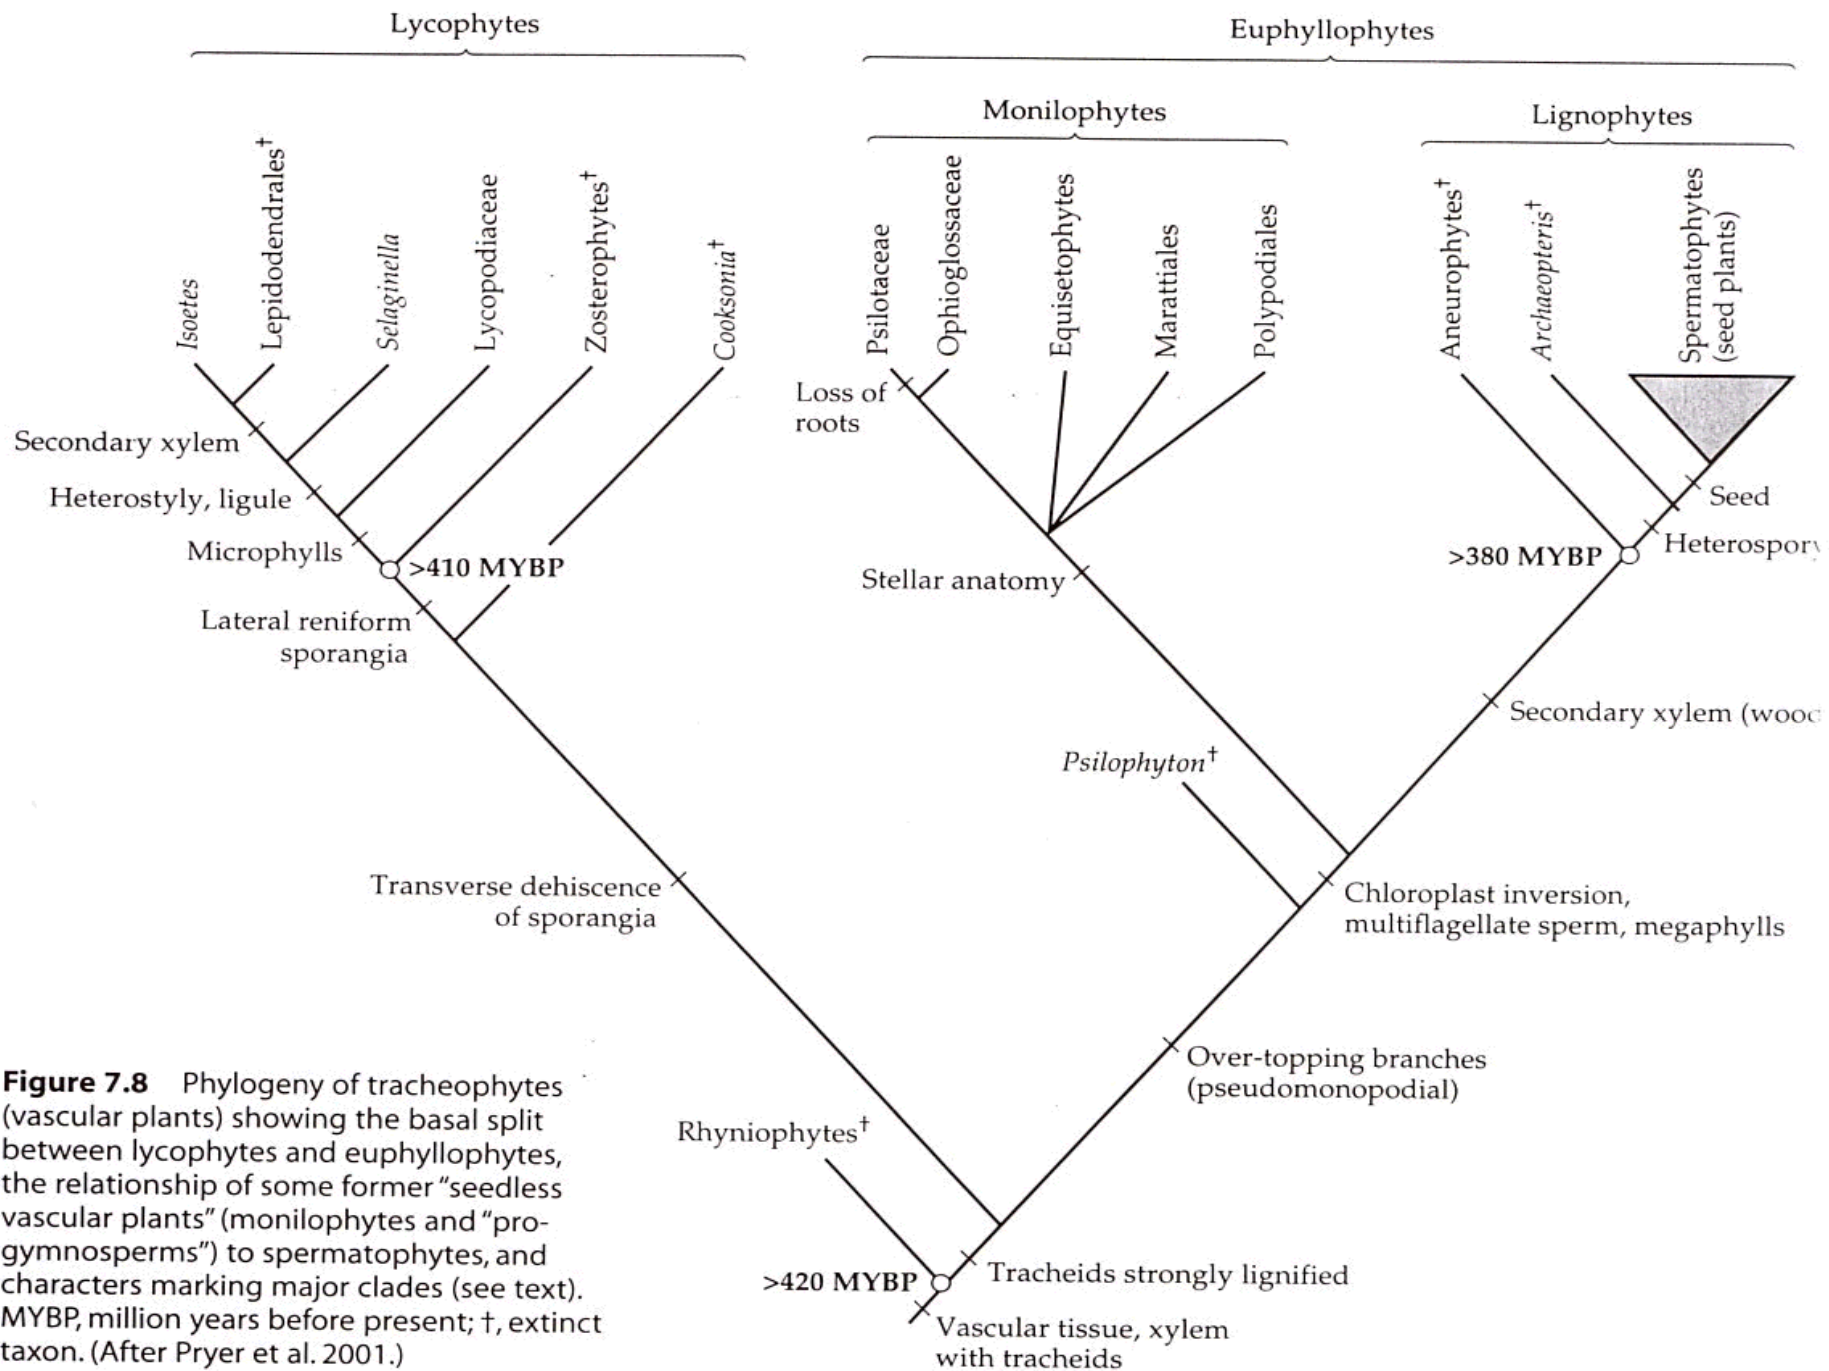 Lycophytes
Euphyllophytes
Monilophytes
Lignophytes
Isoetes
Lepidodendrales†
Selaginella
Lycopodiaceae
Zosterophytes†
Cooksonia†
Psilotaceae
Ophioglossaceae
Equisetophytes
Marattiales
Polypodiales
Aneurophytes†
Archaeopteris†
Spermatophytes
(seed plants)
Loss of
roots
Secondary xylem
Heterostyly, ligule
Microphylls
>410 MYBP
Lateral reniform
sporangia
Stellar anatomy
Seed
Heterospory
>380 MYBP
Secondary xylem (wood
Psilophyton†
Transverse dehiscence
of sporangia
Chloroplast inversion,
multiflagellate sperm, megaphylls
Over-topping branches
(pseudomonopodial)
Rhyniophytes†
>420 MYBP
Tracheids strongly lignified
Vascular tissue, xylem
with tracheids
Figure 7.8 Phylogeny of tracheophytes
(vascular plants) showing the basal split
between lycophytes and euphyllophytes,
the relationship of some former “seedless
vascular plants” (monilophytes and “pro-
gymnosperms”) to spermatophytes, and
characters marking major clades (see text).
MYBP, million years before present; †, extinct
taxon. (After Pryer et al. 2001.)